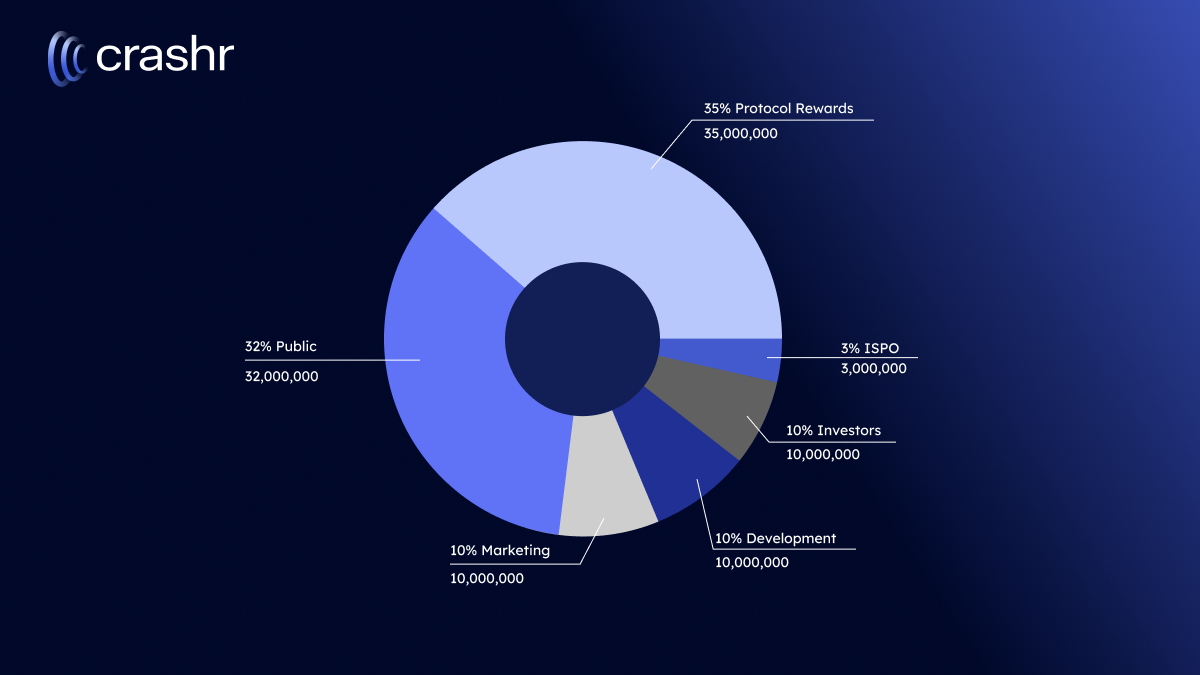 crashr
35% Protocol Rewards
35,000,000
32% Public
32,000,000
3% ISPO
3,000,000
10% Investors
10,000,000
10% Development
10,000,000
10% Marketing
10,000,000